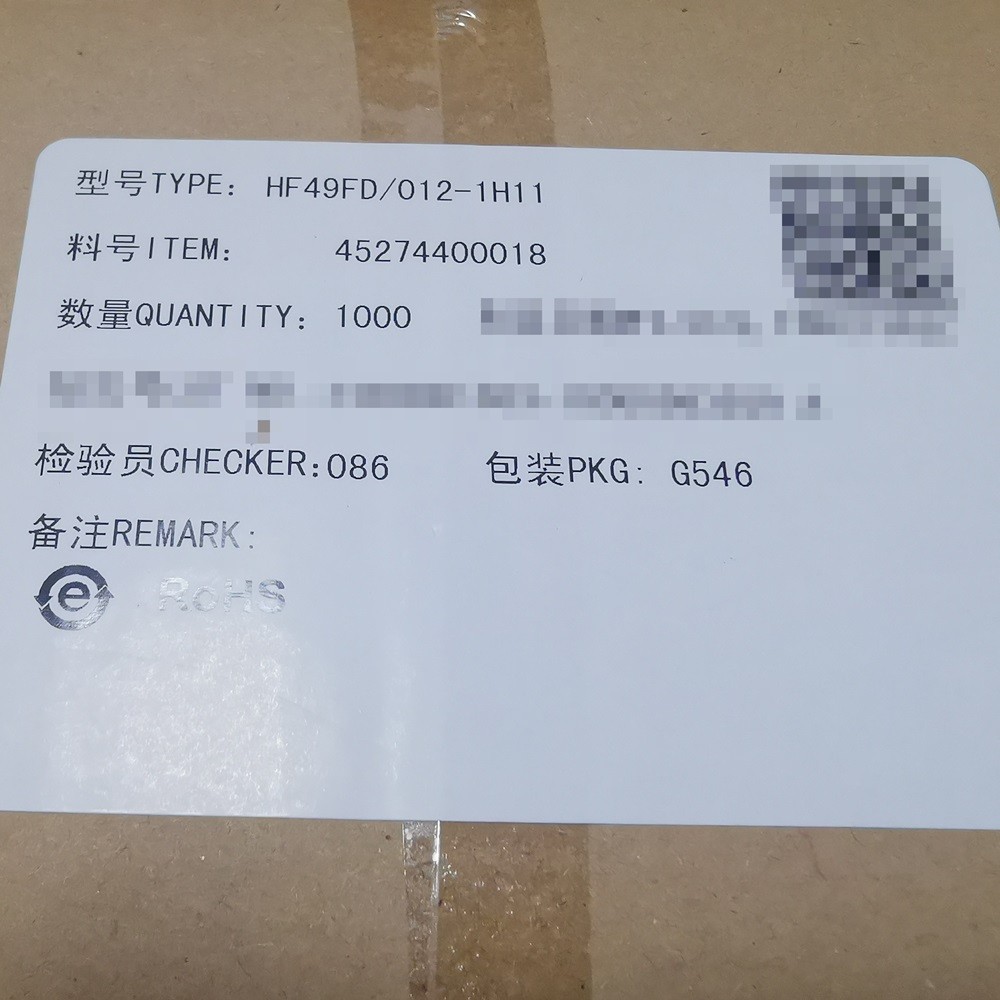 型号TYPE: HF49FD/012-1H11
料号ITEM: 45274400018
数量QUANTITY: 1000
检验员CHECKER:086 包装PKG: G546
备注REMARK:
e RoHS